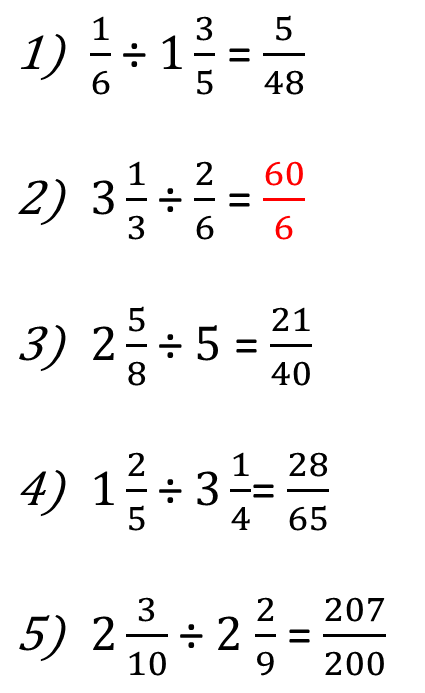 1) 1/6 ÷ 1 3/5 = 5/48
2) 3 1/3 ÷ 2/6 = 60/6
3) 2 5/8 ÷ 5 = 21/40
4) 1 2/5 ÷ 3 1/4= 28/65
5) 2 3/10 ÷ 2 2/9 = 207/200